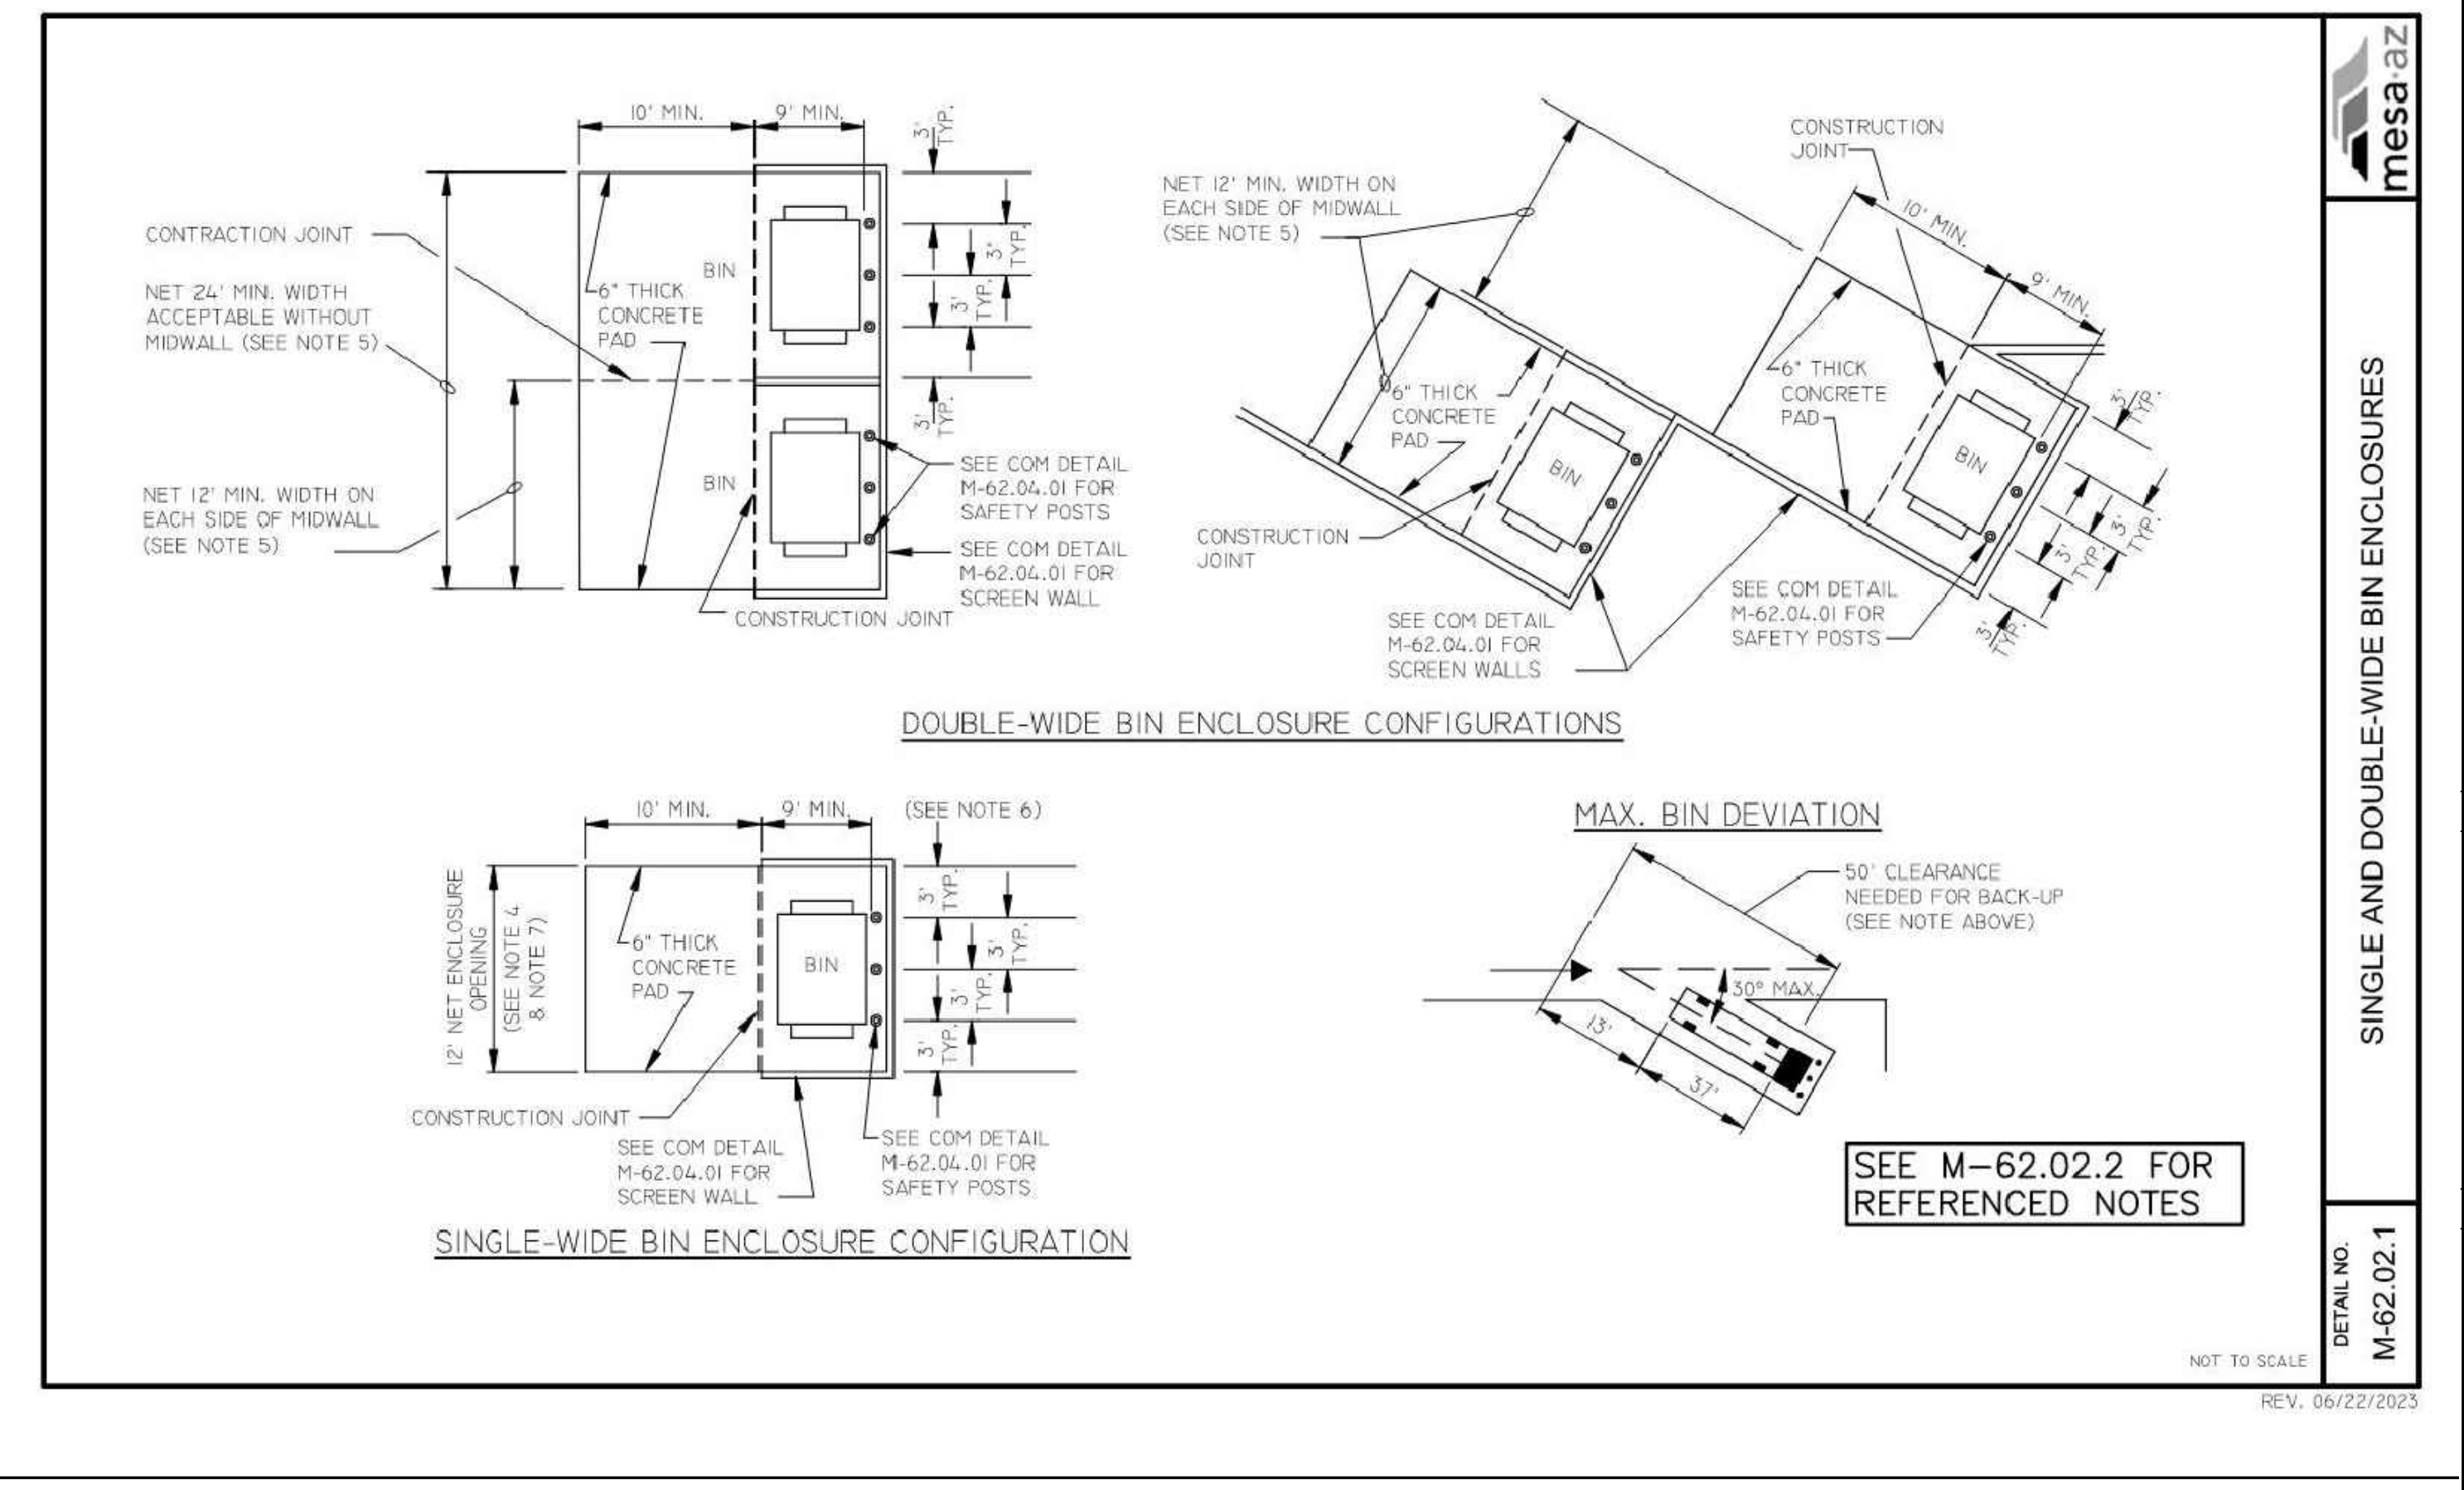 10' MIN.
9' MIN.
3'
TYP.
CONTRACTION JOINT
NET 24' MIN. WIDTH
ACCEPTABLE WITHOUT
MIDWALL (SEE NOTE 5)
NET 12' MIN. WIDTH ON
EACH SIDE OF MIDWALL
(SEE NOTE 5)
6" THICK
CONCRETE
PAD
BIN
BIN
3'
TYP.
3'
TYP.
3'
TYP.
SEE COM DETAIL
M-62.04.01 FOR
SAFETY POSTS
SEE COM DETAIL
M-62.04.01 FOR
SCREEN WALL
CONSTRUCTION JOINT
NET 12' MIN. WIDTH ON
EACH SIDE OF MIDWALL
(SEE NOTE 5)
CONSTRUCTION
JOINT
10' MIN.
9' MIN.
6" THICK
CONCRETE
PAD
6" THICK
CONCRETE
PAD
BIN
BIN
3'
TYP.
3'
TYP.
3'
TYP.
3'
TYP.
CONSTRUCTION
JOINT
SEE COM DETAIL
M-62.04.01 FOR
SCREEN WALLS
SEE COM DETAIL
M-62.04.01 FOR
SAFETY POSTS
DOUBLE-WIDE BIN ENCLOSURE CONFIGURATIONS
10' MIN.
9' MIN.
(SEE NOTE 6)
12' NET ENCLOSURE
OPENING
(SEE NOTE 4
& NOTE 7)
6" THICK
CONCRETE
PAD
BIN
3'
TYP.
3'
TYP.
3'
TYP.
3'
TYP.
CONSTRUCTION JOINT
SEE COM DETAIL
M-62.04.01 FOR
SCREEN WALL
SEE COM DETAIL
M-62.04.01 FOR
SAFETY POSTS
SINGLE-WIDE BIN ENCLOSURE CONFIGURATION
MAX. BIN DEVIATION
50' CLEARANCE
NEEDED FOR BACK-UP
(SEE NOTE ABOVE)
30° MAX.
13'
37'
SEE M-62.02.2 FOR
REFERENCED NOTES
NOT TO SCALE
mesa·az
SINGLE AND DOUBLE-WIDE BIN ENCLOSURES
DETAIL NO.
M-62.02.1
REV. 06/22/2023